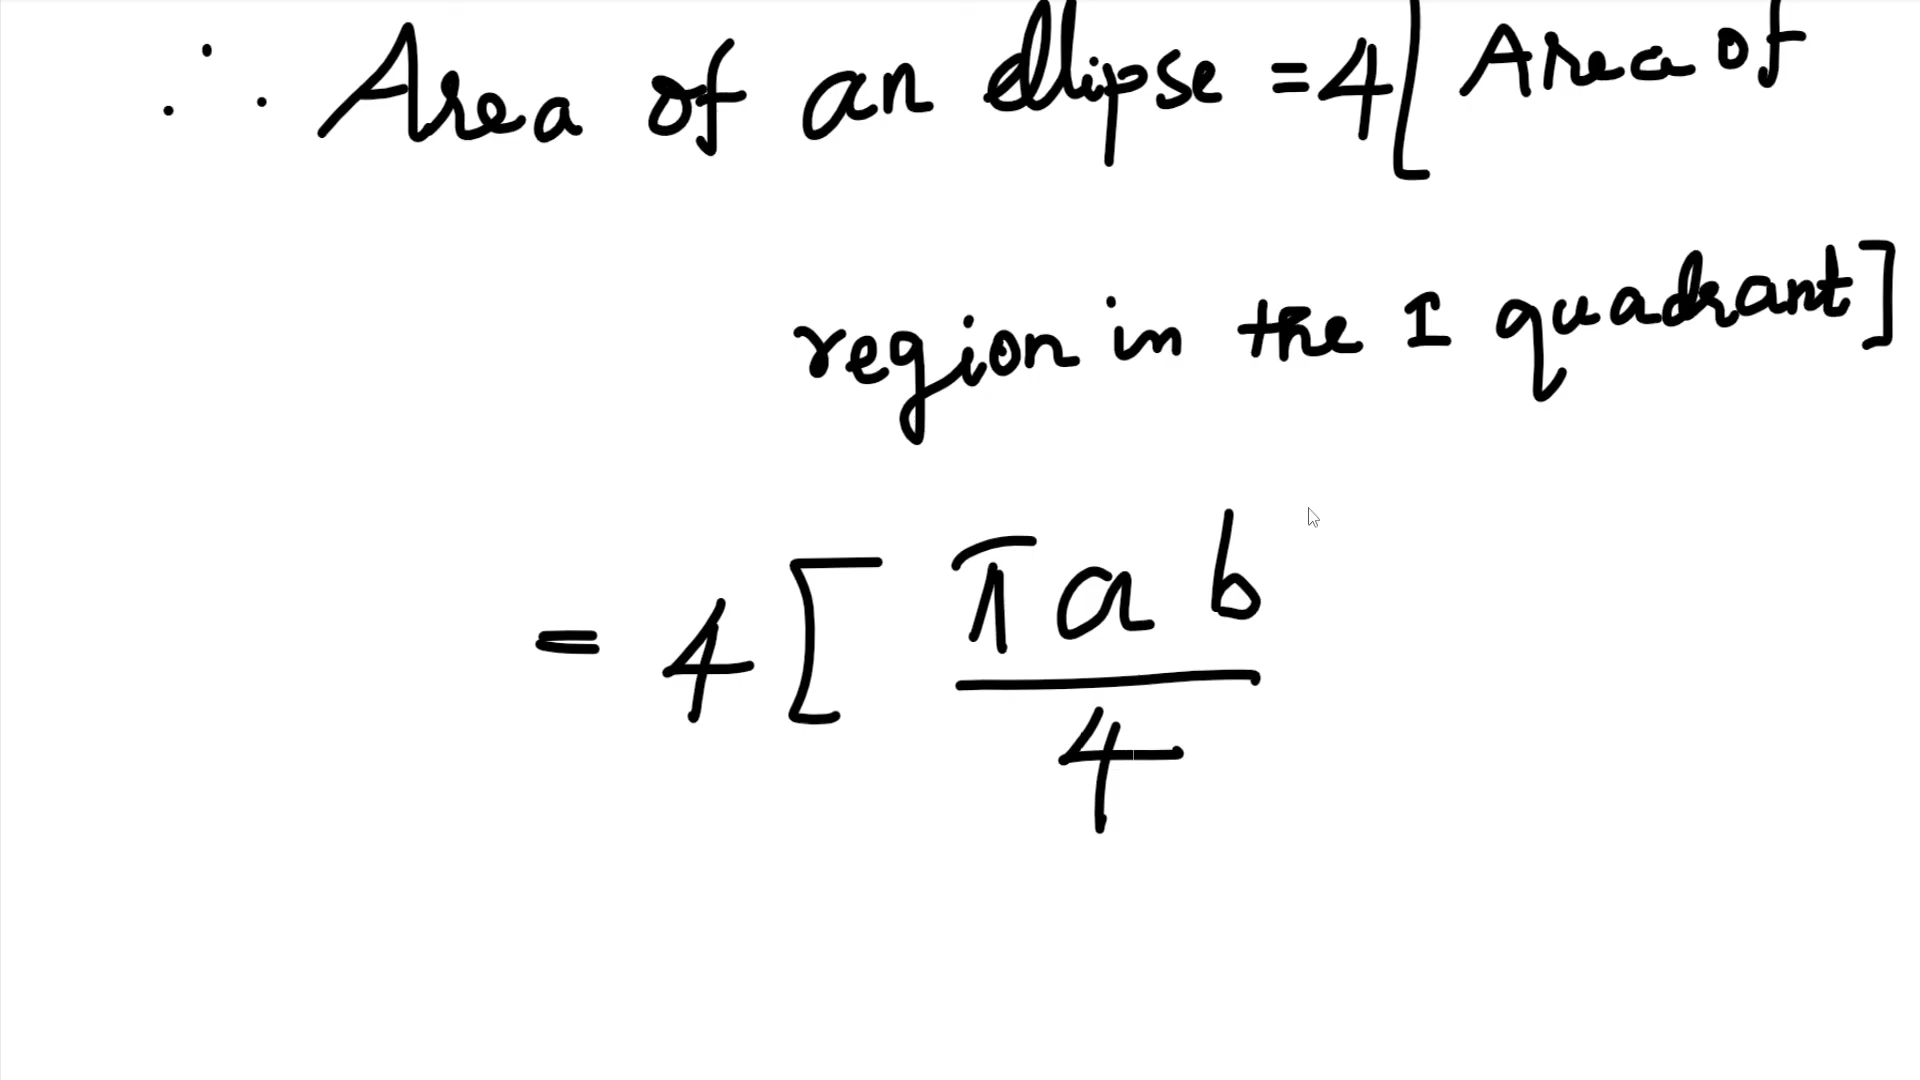 ∴ Area of an ellipse = 4[Area of
region in the I quadrant]
= 4[ πab
4